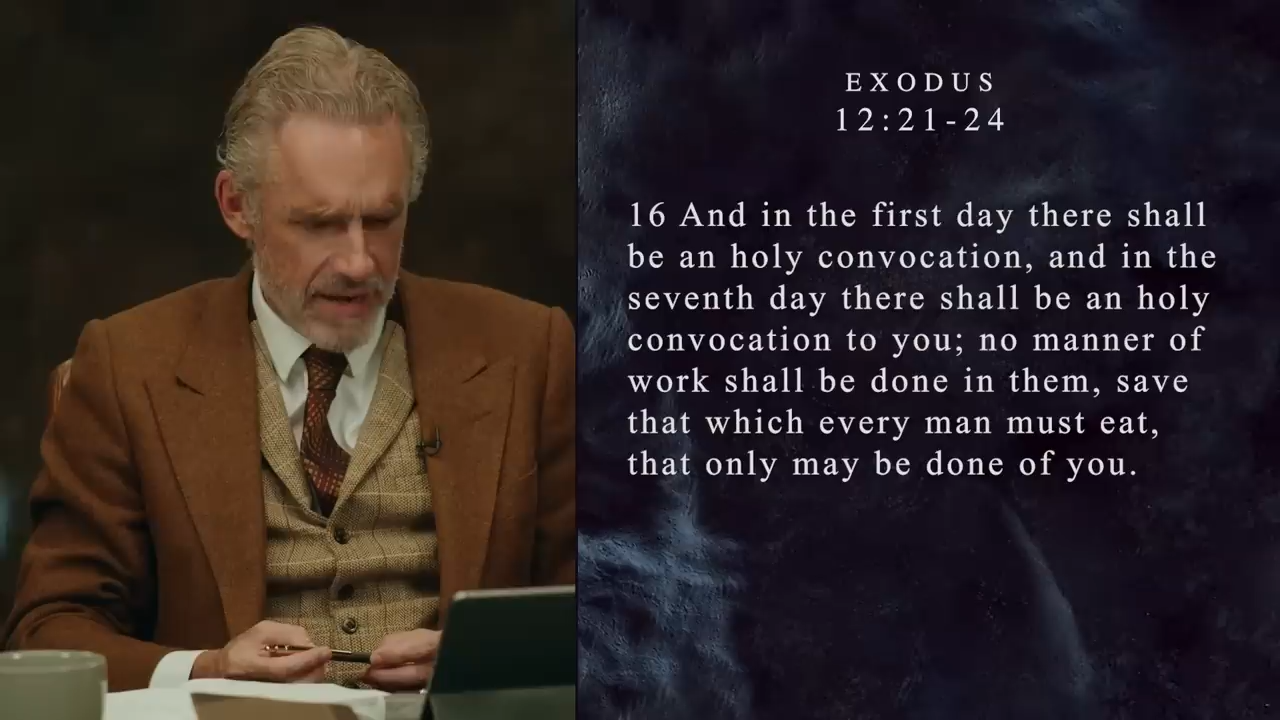 EXODUS
12:21-24
16 And in the first day there shall
be an holy convocation, and in the
seventh day there shall be an holy
convocation to you; no manner of
work shall be done in them, save
that which every man must eat,
that only may be done of you.